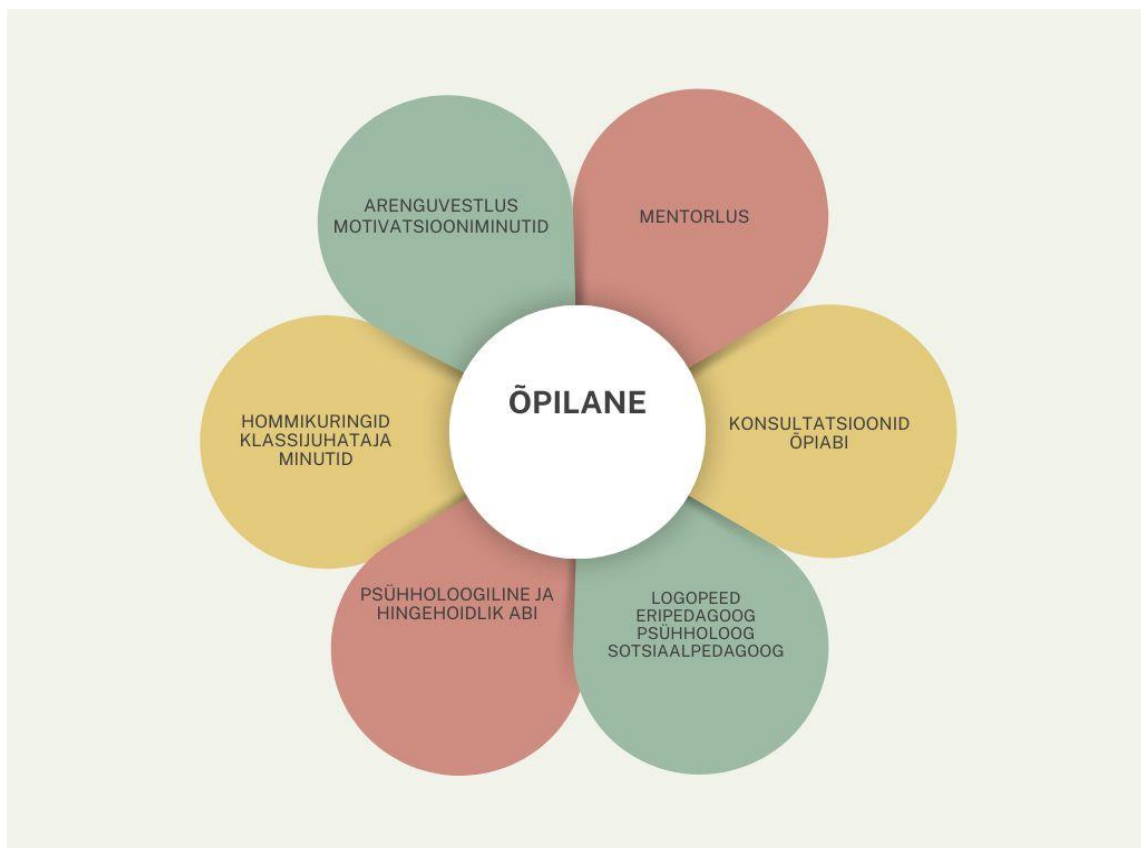 ARENGUVESTLUS
MOTIVATSIOONIMINUTID
MENTORLUS
ÕPILANE
HOMMIKURINGID
KLASSIJUHATAJA
MINUTID
KONSULTATSIOONID
ÕPIABI
PSÜHHOLOOGILINE JA
HINGEHOIDLIK ABI
LOGOPEED
ERIPEDAGOOG
PSÜHHOLOOG
SOTSIAALPEDAGOOG